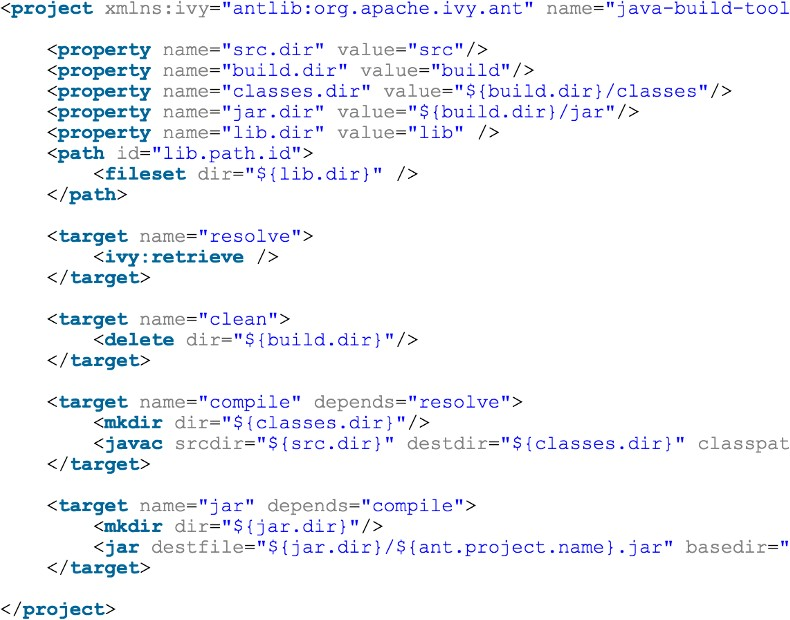 <project xmlns:ivy="antlib:org.apache.ivy.ant" name="java-build-tool
<property name="src.dir" value="src"/>
<property name="build.dir" value="build"/>
<property name="classes.dir" value="${build.dir}/classes"/>
<property name="jar.dir" value="${build.dir}/jar"/>
<property name="lib.dir" value="lib" />
<path id="lib.path.id">
<fileset dir="${lib.dir}" />
</path>
<target name="resolve">
<ivy:retrieve />
</target>
<target name="clean">
<delete dir="${build.dir}"/>
</target>
<target name="compile" depends="resolve">
<mkdir dir="${classes.dir}"/>
<javac srcdir="${src.dir}" destdir="${classes.dir}" classpat
</target>
<target name="jar" depends="compile">
<mkdir dir="${jar.dir}"/>
<jar destfile="${jar.dir}/${ant.project.name}.jar" basedir="
</target>
</project>